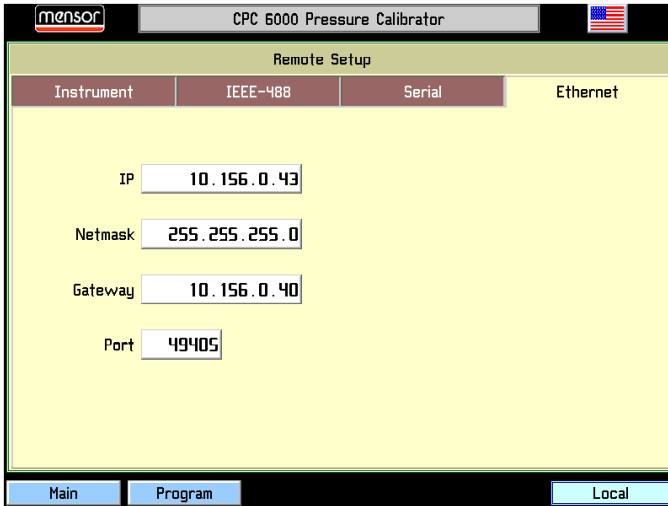 mensor
CPC 6000 Pressure Calibrator
Remote Setup
Instrument IEEE-488 Serial Ethernet
IP 10.156.0.43
Netmask 255.255.255.0
Gateway 10.156.0.40
Port 49405
Main Program Local